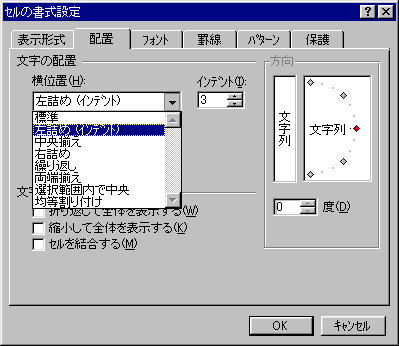 セルの書式設定
表示形式 配置 フォント 罫線 パターン 保護
文字の配置
横位置(H):
インデント(I):
左詰め (インデント)
3
標準
左詰め (インデント)
中央揃え
右詰め
繰り返し
両端揃え
選択範囲内で中央
均等割り付け
文
折り返して全体を表示する(W)
縮小して全体を表示する(K)
セルを結合する(M)
方向
文字列
文字列
0 度(D)
OK キャンセル